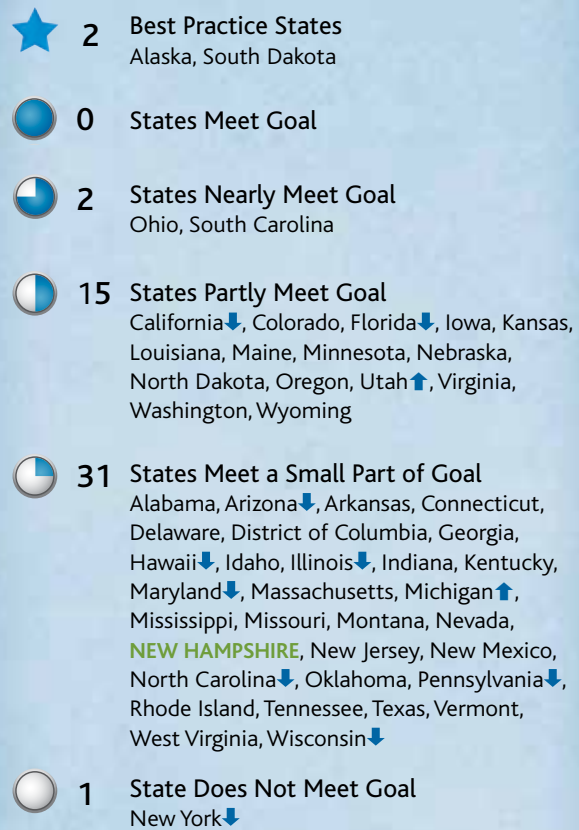 2 Best Practice States
Alaska, South Dakota
0 States Meet Goal
2 States Nearly Meet Goal
Ohio, South Carolina
15 States Partly Meet Goal
California⬇, Colorado, Florida⬇, Iowa, Kansas,
Louisiana, Maine, Minnesota, Nebraska,
North Dakota, Oregon, Utah⬆, Virginia,
Washington, Wyoming
31 States Meet a Small Part of Goal
Alabama, Arizona⬇, Arkansas, Connecticut,
Delaware, District of Columbia, Georgia,
Hawaii⬇, Idaho, Illinois⬇, Indiana, Kentucky,
Maryland⬇, Massachusetts, Michigan⬆,
Mississippi, Missouri, Montana, Nevada,
NEW HAMPSHIRE, New Jersey, New Mexico,
North Carolina⬇, Oklahoma, Pennsylvania⬇,
Rhode Island, Tennessee, Texas, Vermont,
West Virginia, Wisconsin⬇
1 State Does Not Meet Goal
New York⬇